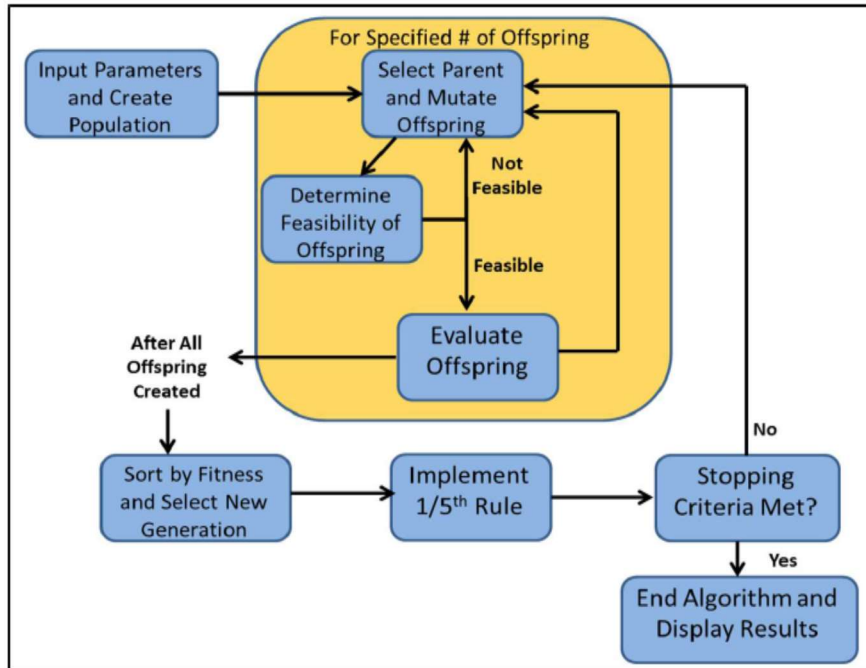 For Specified # of Offspring
Input Parameters
and Create
Population
Select Parent
and Mutate
Offspring
Not
Feasible
Determine
Feasibility of
Offspring
Feasible
Evaluate
Offspring
After All
Offspring
Created
No
Sort by Fitness
and Select New
Generation
Implement
1/5th Rule
Stopping
Criteria Met?
Yes
End Algorithm and
Display Results